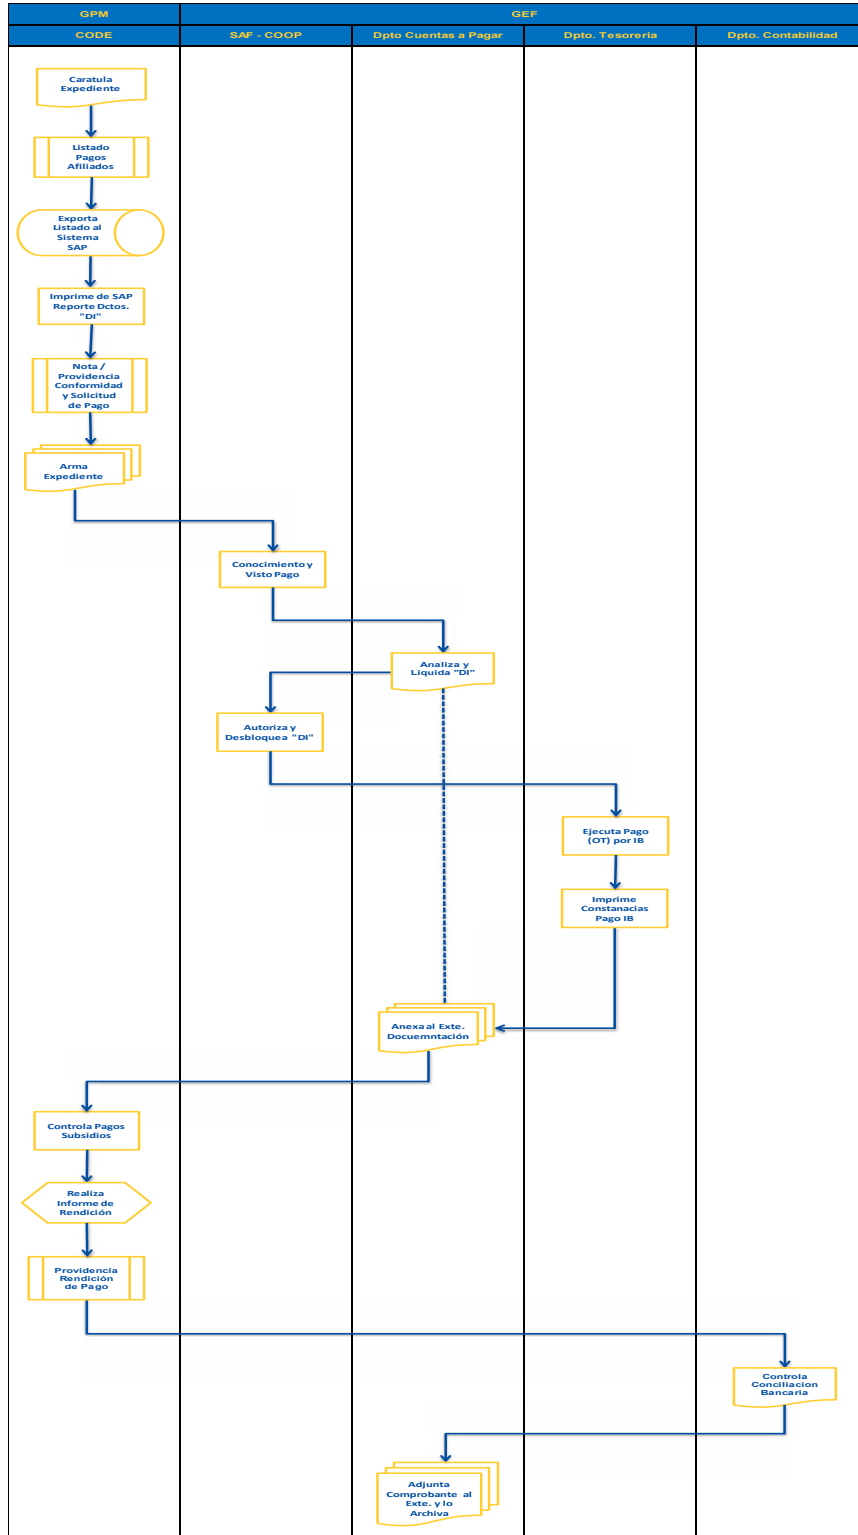 GPM
GEF
CODE
SAF - COOP
Dpto Cuentas a Pagar
Dpto. Tesoreria
Dpto. Contabilidad
Caratula
Expediente
Listado
Pagos
Afiliados
Exporta
Listado al
Sistema
SAP
Imprime de SAP
Reporte Dctos.
"DI"
Nota /
Providencia
Conformidad
y Solicitud
de Pago
Arma
Expediente
Conocimiento y
Visto Pago
Analiza y
Liquida "DI"
Autoriza y
Desbloquea "DI"
Ejecuta Pago
(OT) por IB
Imprime
Constanacias
Pago IB
Anexa al Exte.
Docuemntación
Controla Pagos
Subsidios
Realiza
Informe de
Rendición
Providencia
Rendición
de Pago
Controla
Conciliacion
Bancaria
Adjunta
Comprobante al
Exte. y lo
Archiva